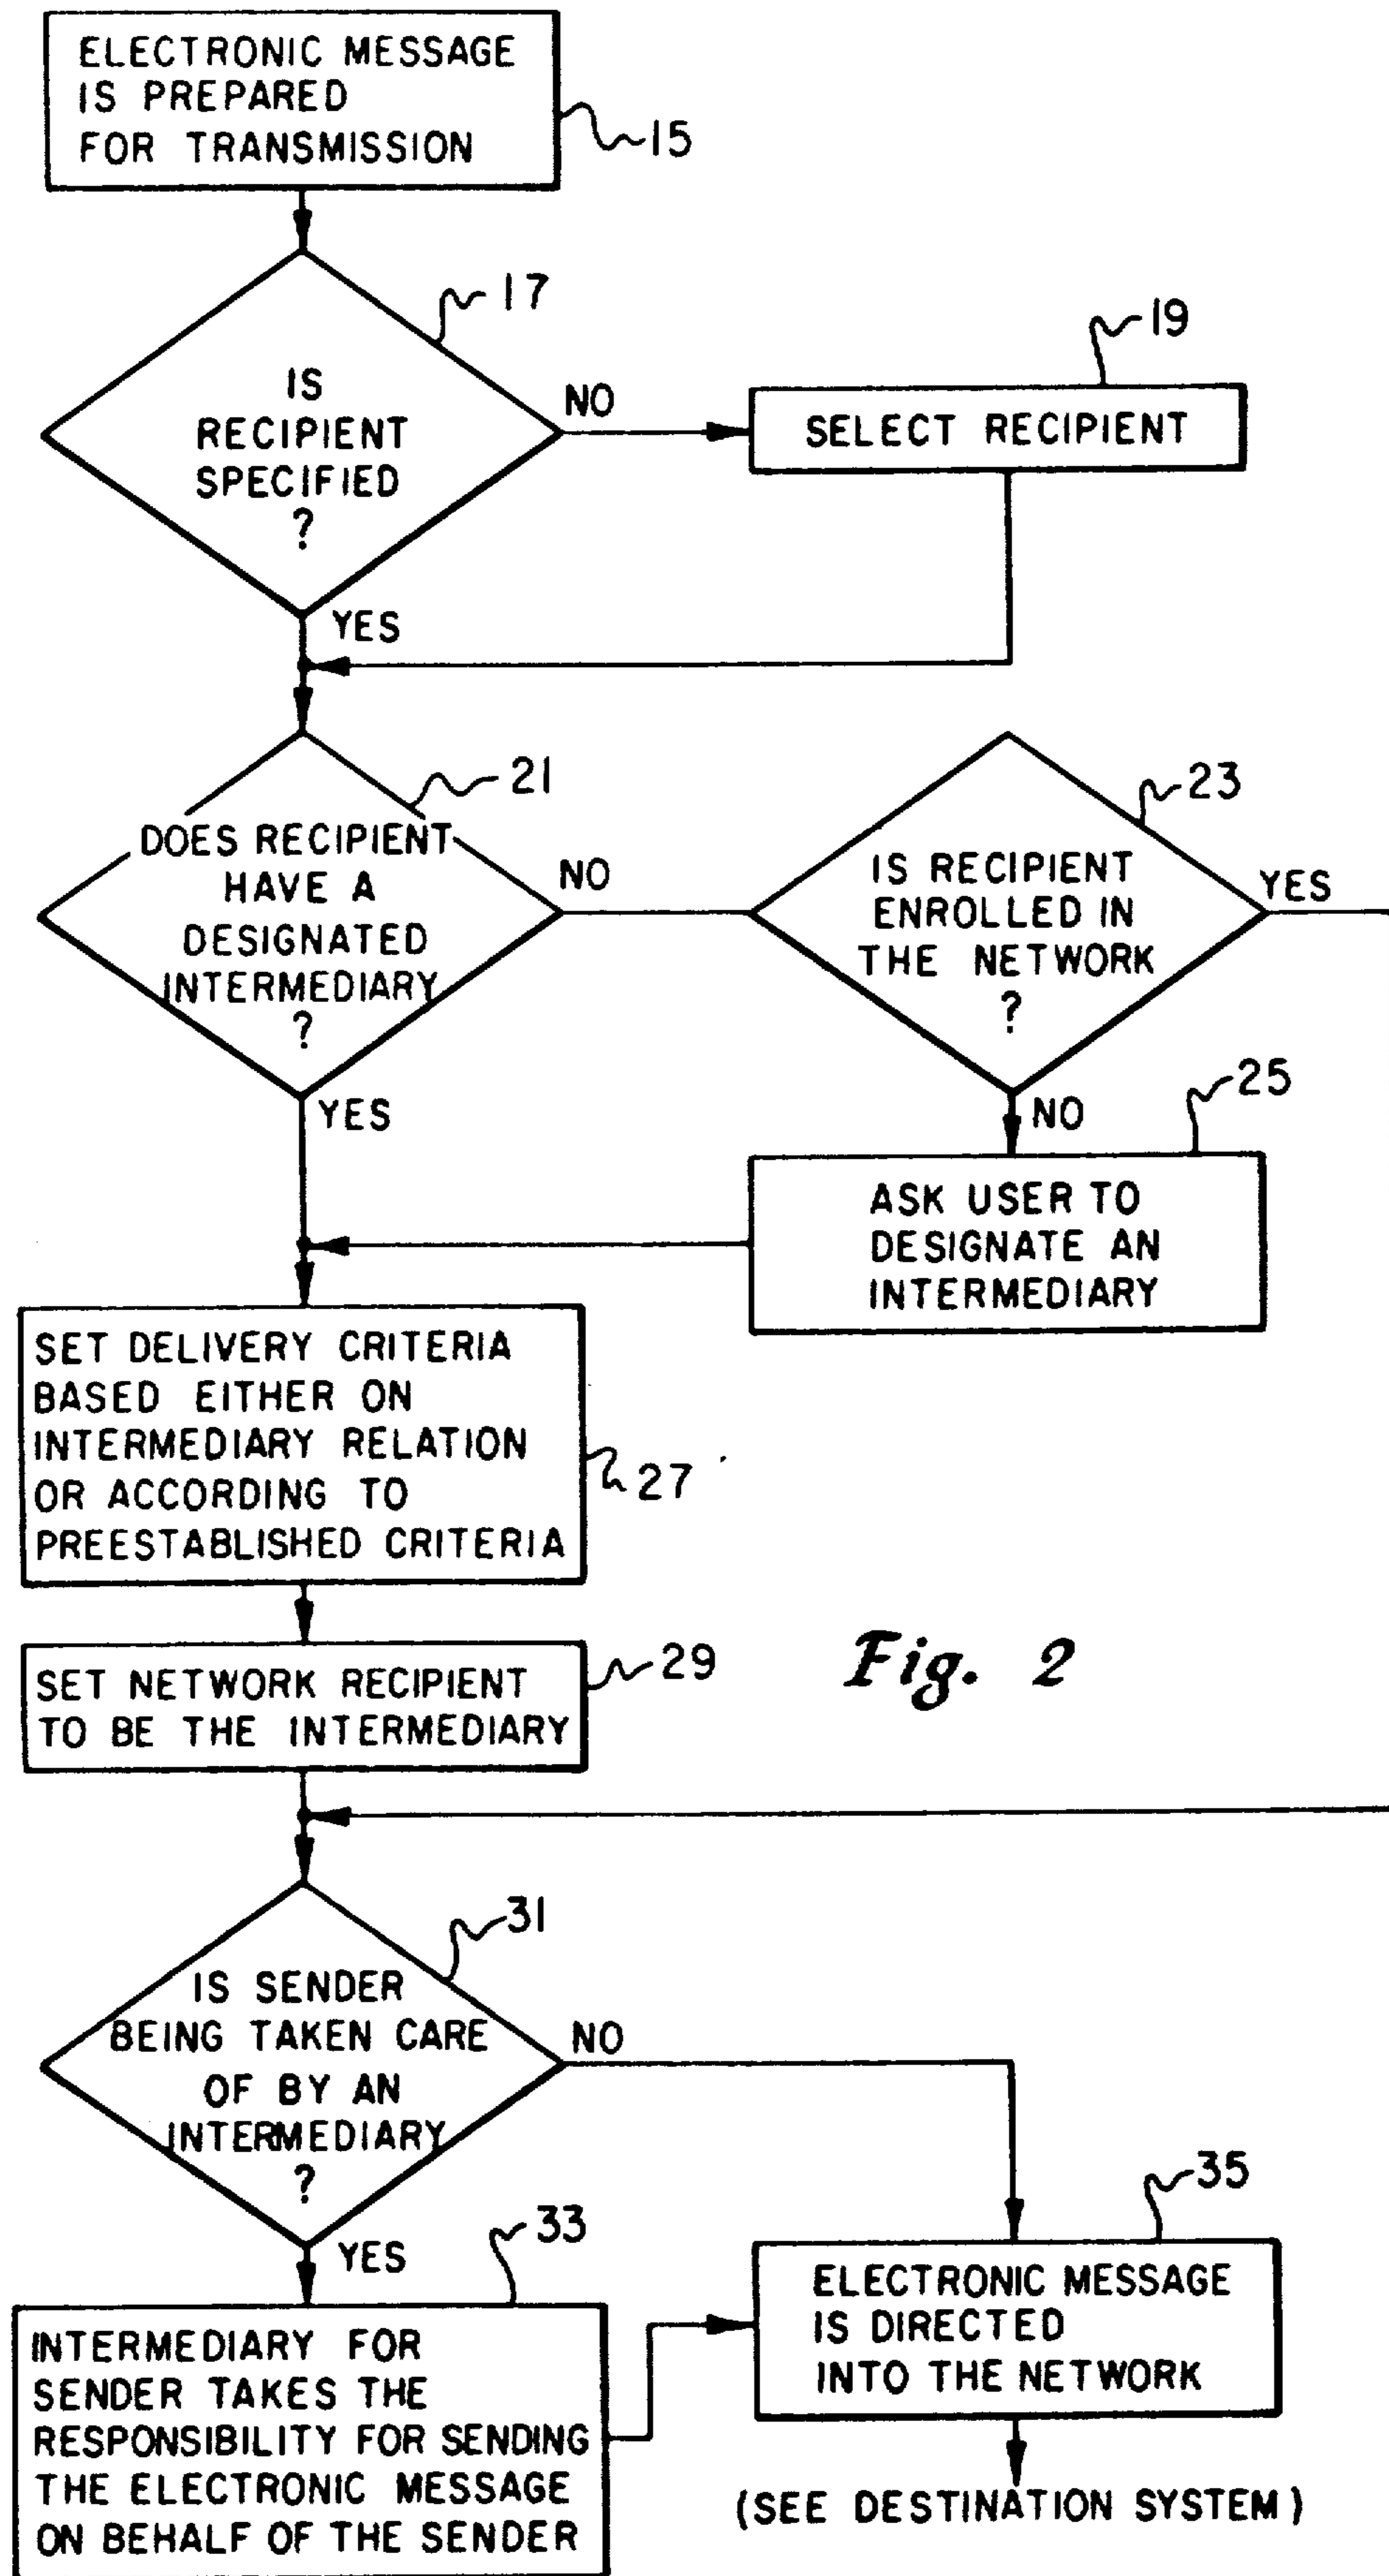 ELECTRONIC MESSAGE
IS PREPARED
FOR TRANSMISSION
15
17
IS
RECIPIENT
SPECIFIED
?
NO
19
SELECT RECIPIENT
YES
21
DOES RECIPIENT
HAVE A
DESIGNATED
INTERMEDIARY
?
NO
23
IS RECIPIENT
ENROLLED IN
THE NETWORK
?
YES
YES
NO
25
ASK USER TO
DESIGNATE AN
INTERMEDIARY
SET DELIVERY CRITERIA
BASED EITHER ON
INTERMEDIARY RELATION
OR ACCORDING TO
PREESTABLISHED CRITERIA
27
SET NETWORK RECIPIENT
TO BE THE INTERMEDIARY
29
Fig. 2
31
IS SENDER
BEING TAKEN CARE
OF BY AN
INTERMEDIARY
?
NO
YES
33
INTERMEDIARY FOR
SENDER TAKES THE
RESPONSIBILITY FOR SENDING
THE ELECTRONIC MESSAGE
ON BEHALF OF THE SENDER
35
ELECTRONIC MESSAGE
IS DIRECTED
INTO THE NETWORK
(SEE DESTINATION SYSTEM)